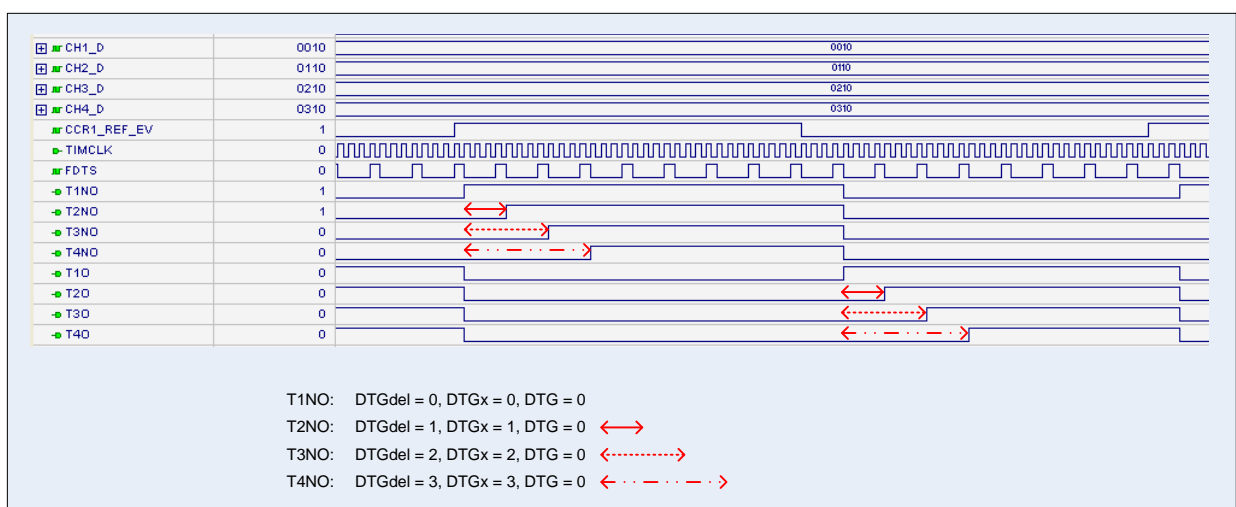 CH1_D 0010 0010
CH2_D 0110 0110
CH3_D 0210 0210
CH4_D 0310 0310
CCR1_REF_EV 1
TIMCLK 0
FDTS 0
T1NO 1
T2NO 1
T3NO 0
T4NO 0
T1O 0
T2O 0
T3O 0
T4O 0
T1NO: DTGdel = 0, DTGx = 0, DTG = 0
T2NO: DTGdel = 1, DTGx = 1, DTG = 0
T3NO: DTGdel = 2, DTGx = 2, DTG = 0
T4NO: DTGdel = 3, DTGx = 3, DTG = 0